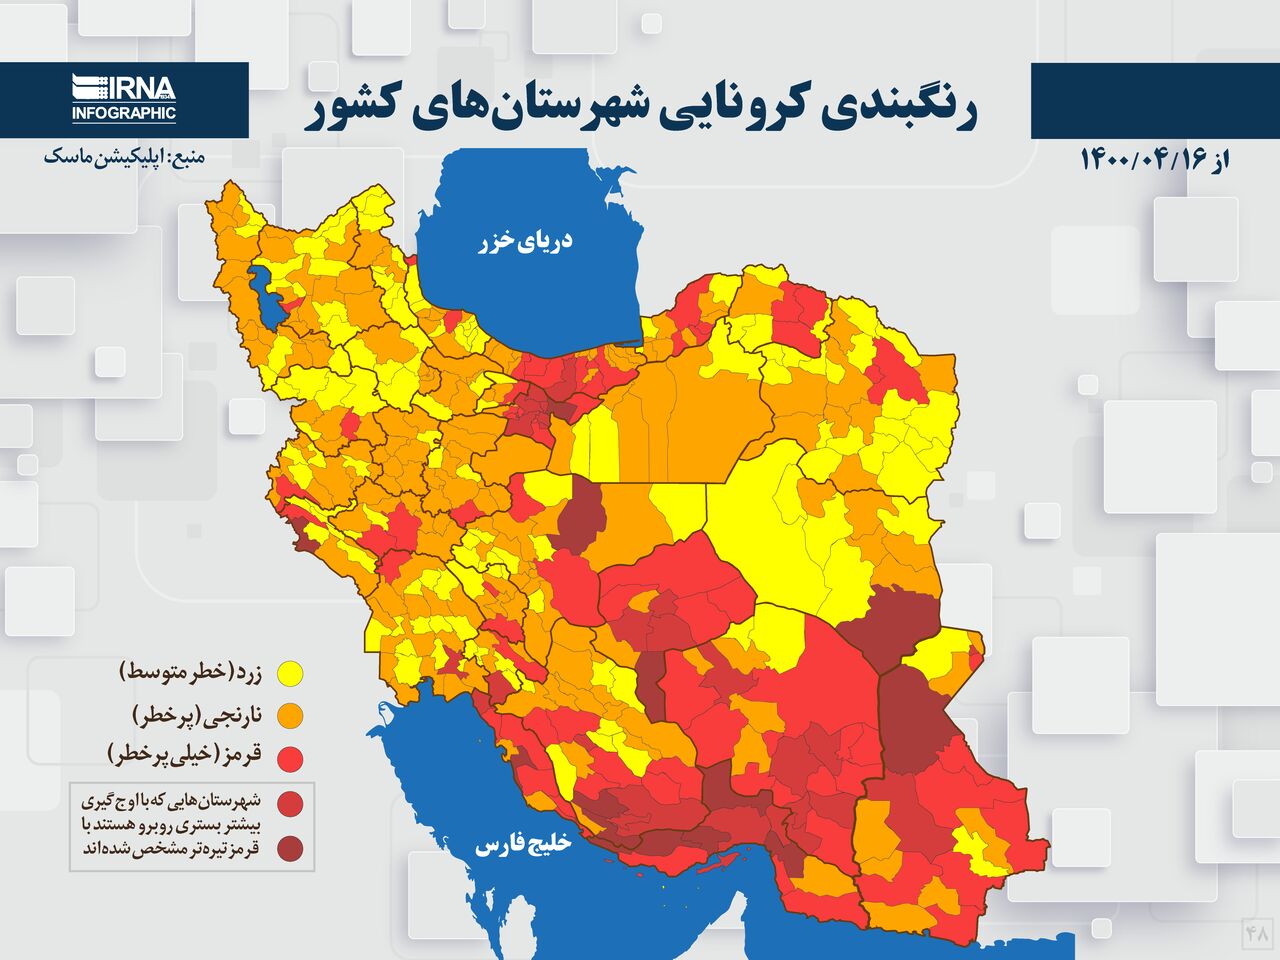 رنگبندی کرونایی شهرستان‌های کشور
IRNA
INFOGRAPHIC
منبع: اپلیکیشن ماسک
از ۱۴۰۰/۰۴/۱۶
دریای خزر
زرد (خطر متوسط)
نارنجی (پرخطر)
قرمز (خیلی پرخطر)
شهرستان‌هایی که با اوج‌گیری
بیشتر بستری روبرو هستند با
قرمز تیره‌تر مشخص شده‌اند
خلیج فارس
۴۸